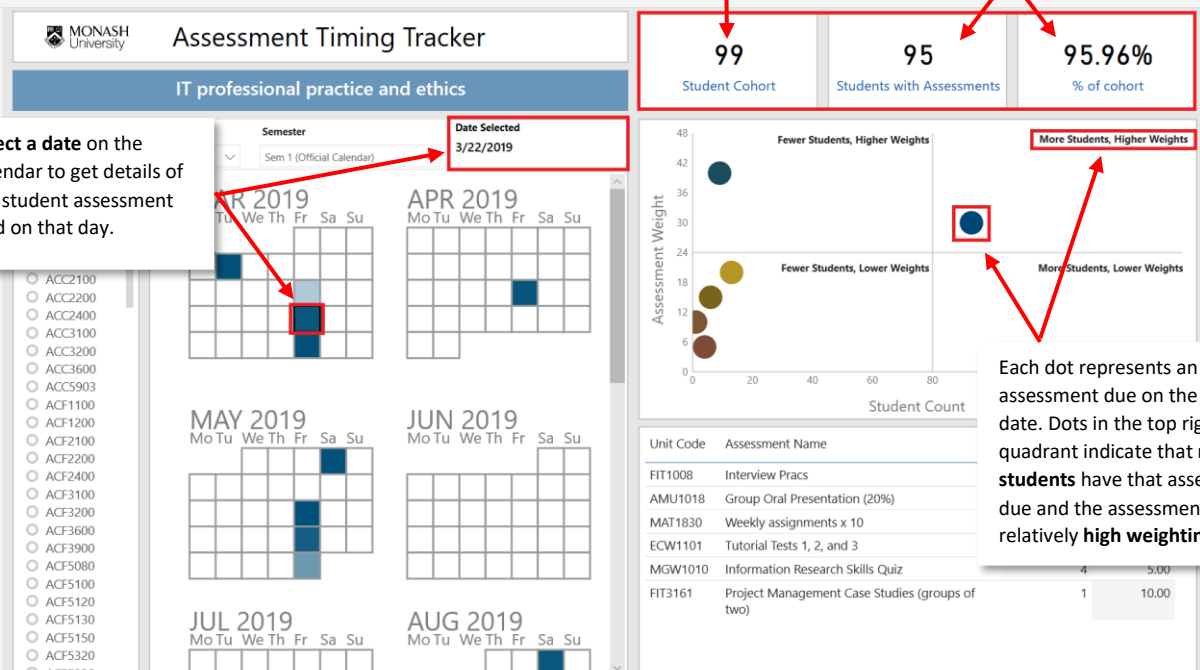 MONASH
University
Assessment Timing Tracker
IT professional practice and ethics
99
Student Cohort
95
Students with Assessments
95.96%
% of cohort
Semester
Sem 1 (Official Calendar)
Date Selected
3/22/2019
ect a date on the
endar to get details of
student assessment
d on that day.
ACC2100
ACC2200
ACC2400
ACC3100
ACC3200
ACC3600
ACC5903
ACF1100
ACF1200
ACF2100
ACF2200
ACF2400
ACF3100
ACF3200
ACF3600
ACF3900
ACF5080
ACF5100
ACF5120
ACF5130
ACF5150
ACF5320
AR 2019
Tu We Th Fr Sa Su
APR 2019
Mo Tu We Th Fr Sa Su
MAY 2019
Mo Tu We Th Fr Sa Su
JUN 2019
Mo Tu We Th Fr Sa Su
JUL 2019
Mo Tu We Th Fr Sa Su
AUG 2019
Mo Tu We Th Fr Sa Su
48
42
36
30
24
18
12
6
0
Assessment Weight
Fewer Students, Higher Weights
More Students, Higher Weights
Fewer Students, Lower Weights
More Students, Lower Weights
0 20 40 60 80
Student Count
Each dot represents an
assessment due on the
date. Dots in the top rig
quadrant indicate that
students have that asse
due and the assessmen
relatively high weightin
Unit Code Assessment Name
FIT1008 Interview Pracs
AMU1018 Group Oral Presentation (20%)
MAT1830 Weekly assignments x 10
ECW1101 Tutorial Tests 1, 2, and 3
MGW1010 Information Research Skills Quiz 4 5.00
FIT3161 Project Management Case Studies (groups of 1 10.00
two)